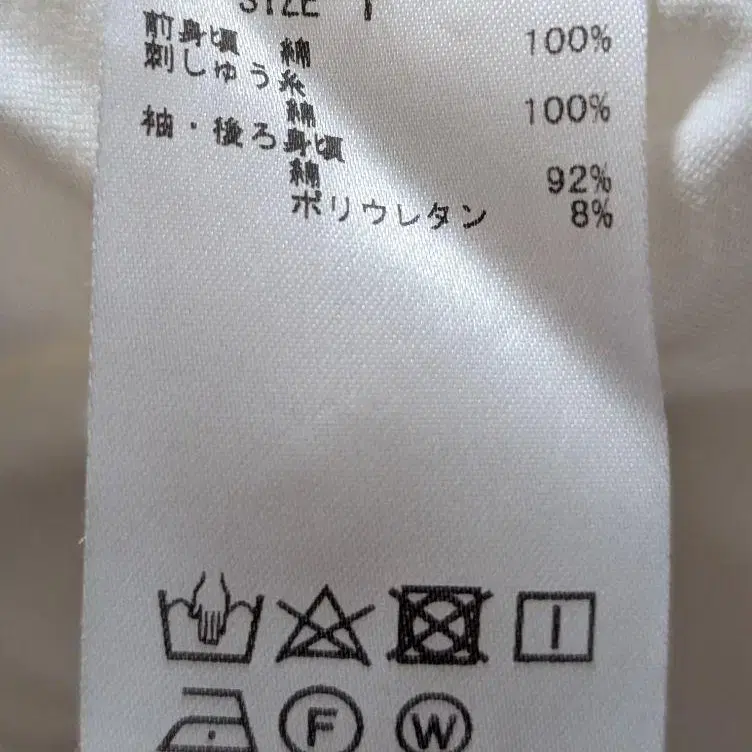 SIZE 1
前身頃 綿 100%
刺しゅう糸
綿 100%
袖・後ろ身頃
綿 92%
ポリウレタン 8%
F W